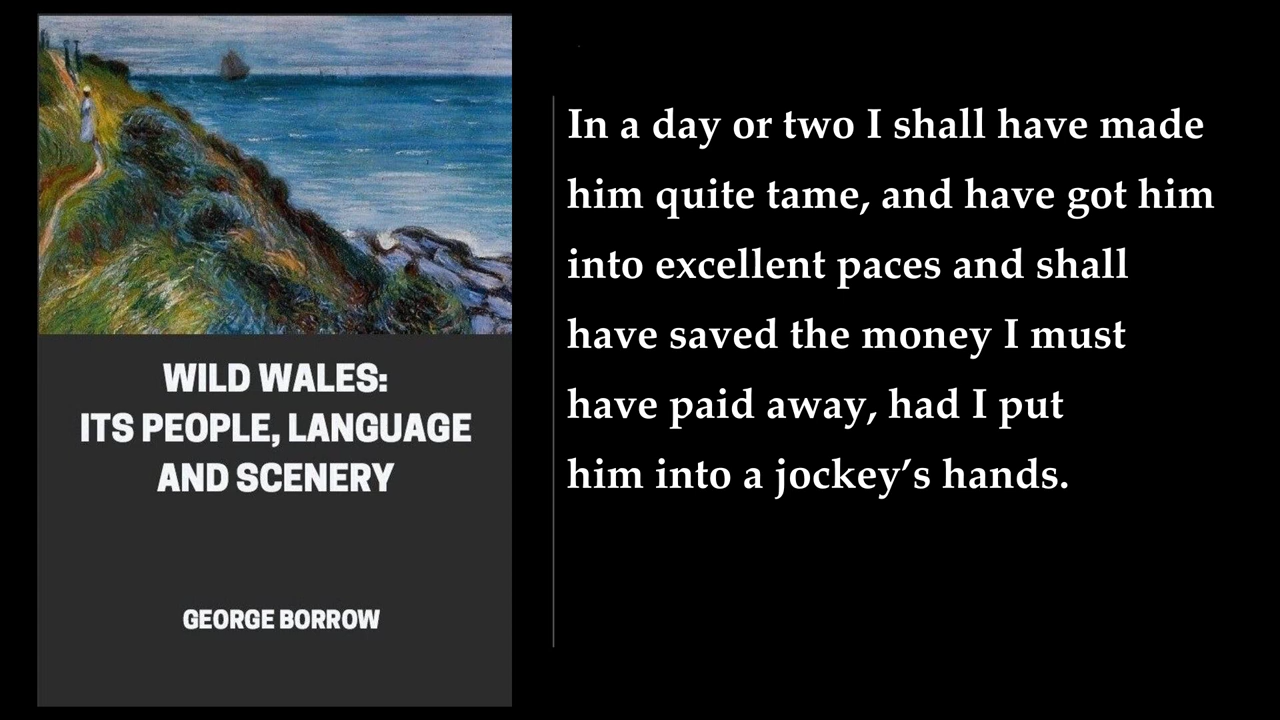 WILD WALES:
ITS PEOPLE, LANGUAGE
AND SCENERY
GEORGE BORROW
In a day or two I shall have made
him quite tame, and have got him
into excellent paces and shall
have saved the money I must
have paid away, had I put
him into a jockey’s hands.